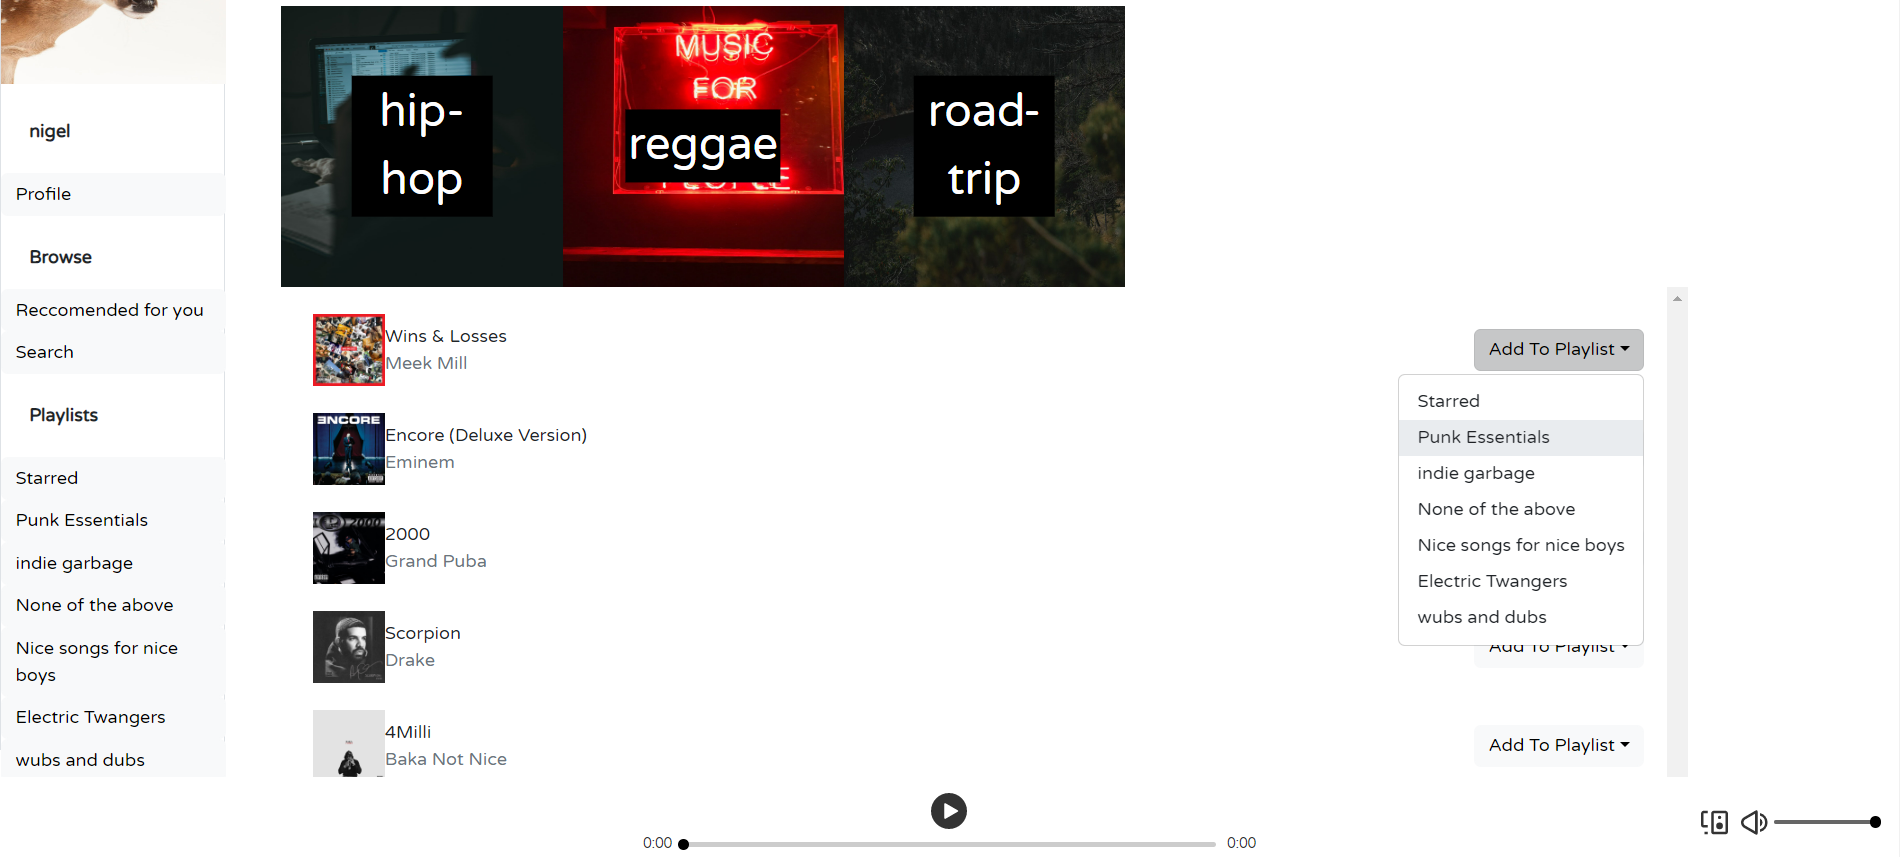 nigel
Profile
Browse
Reccomended for you
Search
Playlists
Starred
Punk Essentials
indie garbage
None of the above
Nice songs for nice
boys
Electric Twangers
wubs and dubs
hip-
hop
MUSIC
FOR
reggae
PEOPLE
road-
trip
Wins & Losses
Meek Mill
Add To Playlist
Starred
Punk Essentials
indie garbage
None of the above
Nice songs for nice boys
Electric Twangers
wubs and dubs
ENCORE
Encore (Deluxe Version)
Eminem
2000
2000
Grand Puba
Scorpion
Drake
Add To Playlist
4Milli
Baka Not Nice
Add To Playlist
0:00
0:00